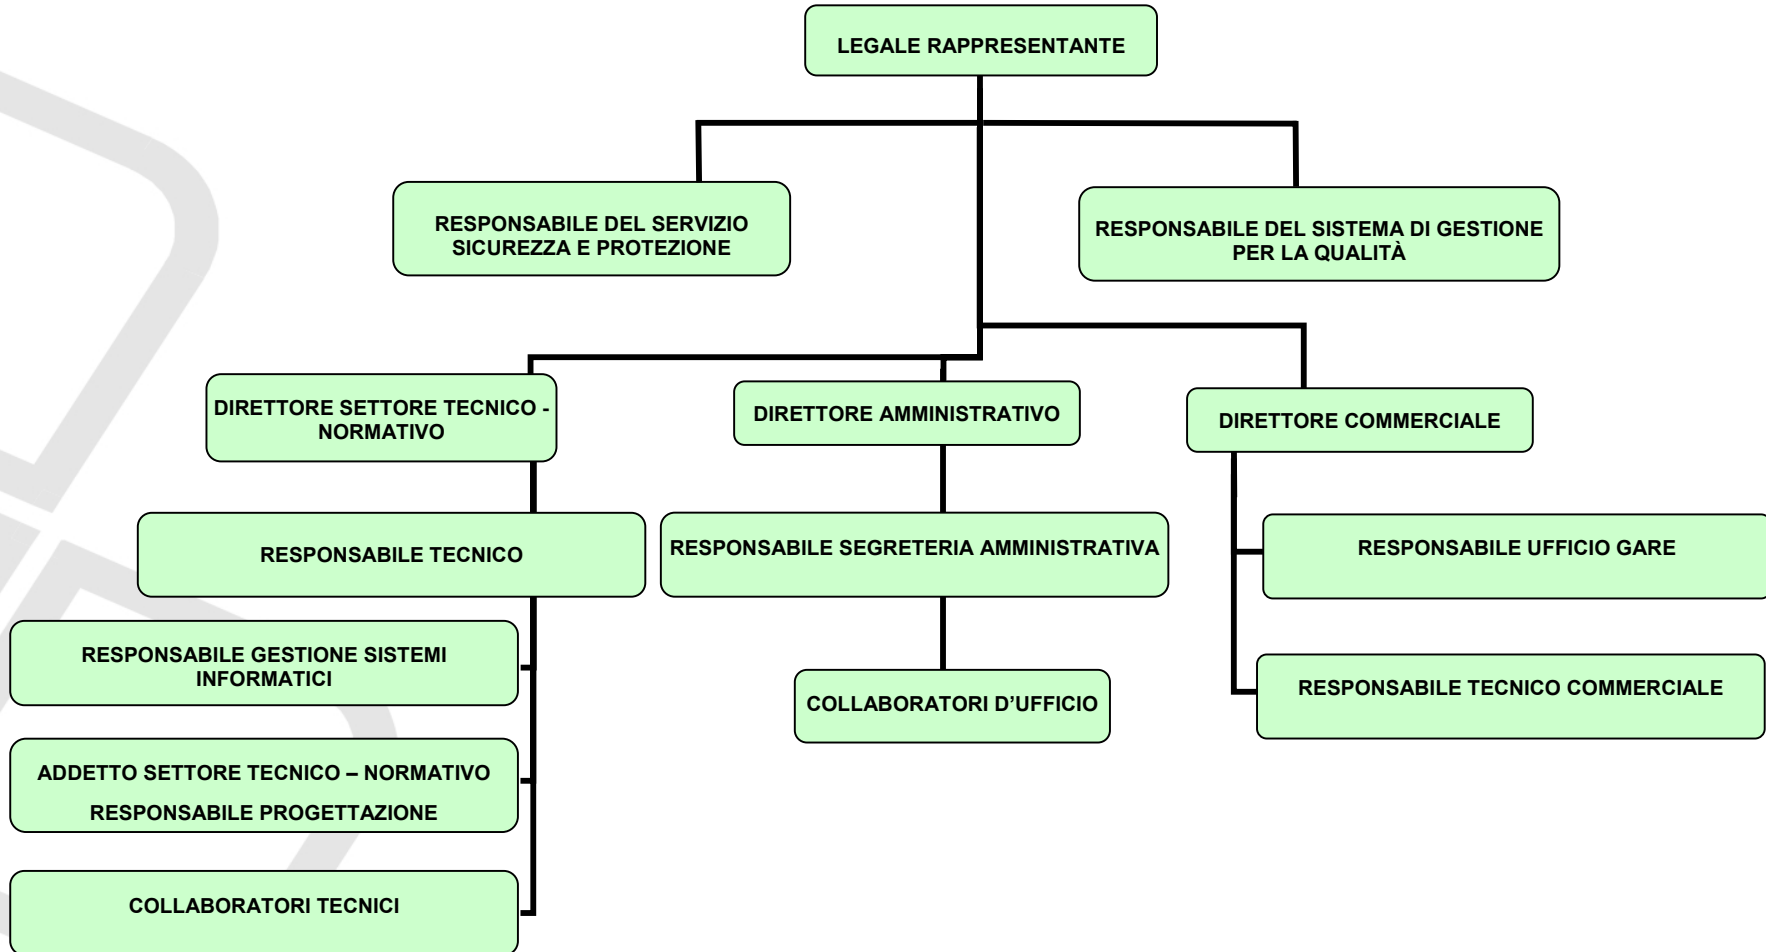 LEGALE RAPPRESENTANTE
RESPONSABILE DEL SERVIZIO
SICUREZZA E PROTEZIONE
RESPONSABILE DEL SISTEMA DI GESTIONE
PER LA QUALITÀ
DIRETTORE SETTORE TECNICO -
NORMATIVO
DIRETTORE AMMINISTRATIVO
DIRETTORE COMMERCIALE
RESPONSABILE TECNICO
RESPONSABILE SEGRETERIA AMMINISTRATIVA
RESPONSABILE UFFICIO GARE
RESPONSABILE GESTIONE SISTEMI
INFORMATICI
COLLABORATORI D’UFFICIO
RESPONSABILE TECNICO COMMERCIALE
ADDETTO SETTORE TECNICO – NORMATIVO
RESPONSABILE PROGETTAZIONE
COLLABORATORI TECNICI